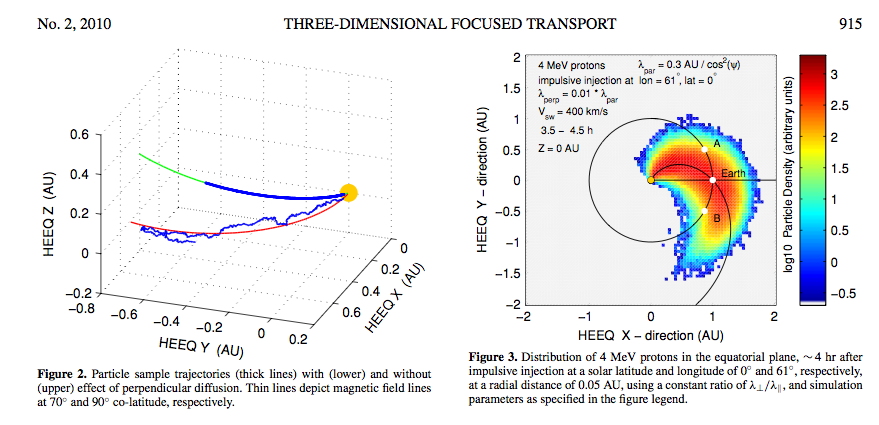 No. 2, 2010
THREE-DIMENSIONAL FOCUSED TRANSPORT
915
0.6
0.4
0.2
0
−0.2
HEEQ Z (AU)
−0.8
−0.6
−0.4
−0.2
0
0.2
HEEQ Y (AU)
0
0.2
0.4
0.6
HEEQ X (AU)
Figure 2. Particle sample trajectories (thick lines) with (lower) and without
(upper) effect of perpendicular diffusion. Thin lines depict magnetic field lines
at 70° and 90° co-latitude, respectively.
2
1.5
1
0.5
0
−0.5
−1
−1.5
−2
HEEQ Y – direction (AU)
4 MeV protons λpar = 0.3 AU / cos²(ψ)
impulsive injection at lon = 61°, lat = 0°
λperp = 0.01 * λpar
Vsw = 400 km/s
3.5 – 4.5 h
Z = 0 AU
A
Earth
B
−2
−1
0
1
2
HEEQ X – direction (AU)
log10 Particle Density (arbitrary units)
3
2.5
2
1.5
1
0.5
0
−0.5
Figure 3. Distribution of 4 MeV protons in the equatorial plane, ∼4 hr after
impulsive injection at a solar latitude and longitude of 0° and 61°, respectively,
at a radial distance of 0.05 AU, using a constant ratio of λ⊥/λ∥, and simulation
parameters as specified in the figure legend.